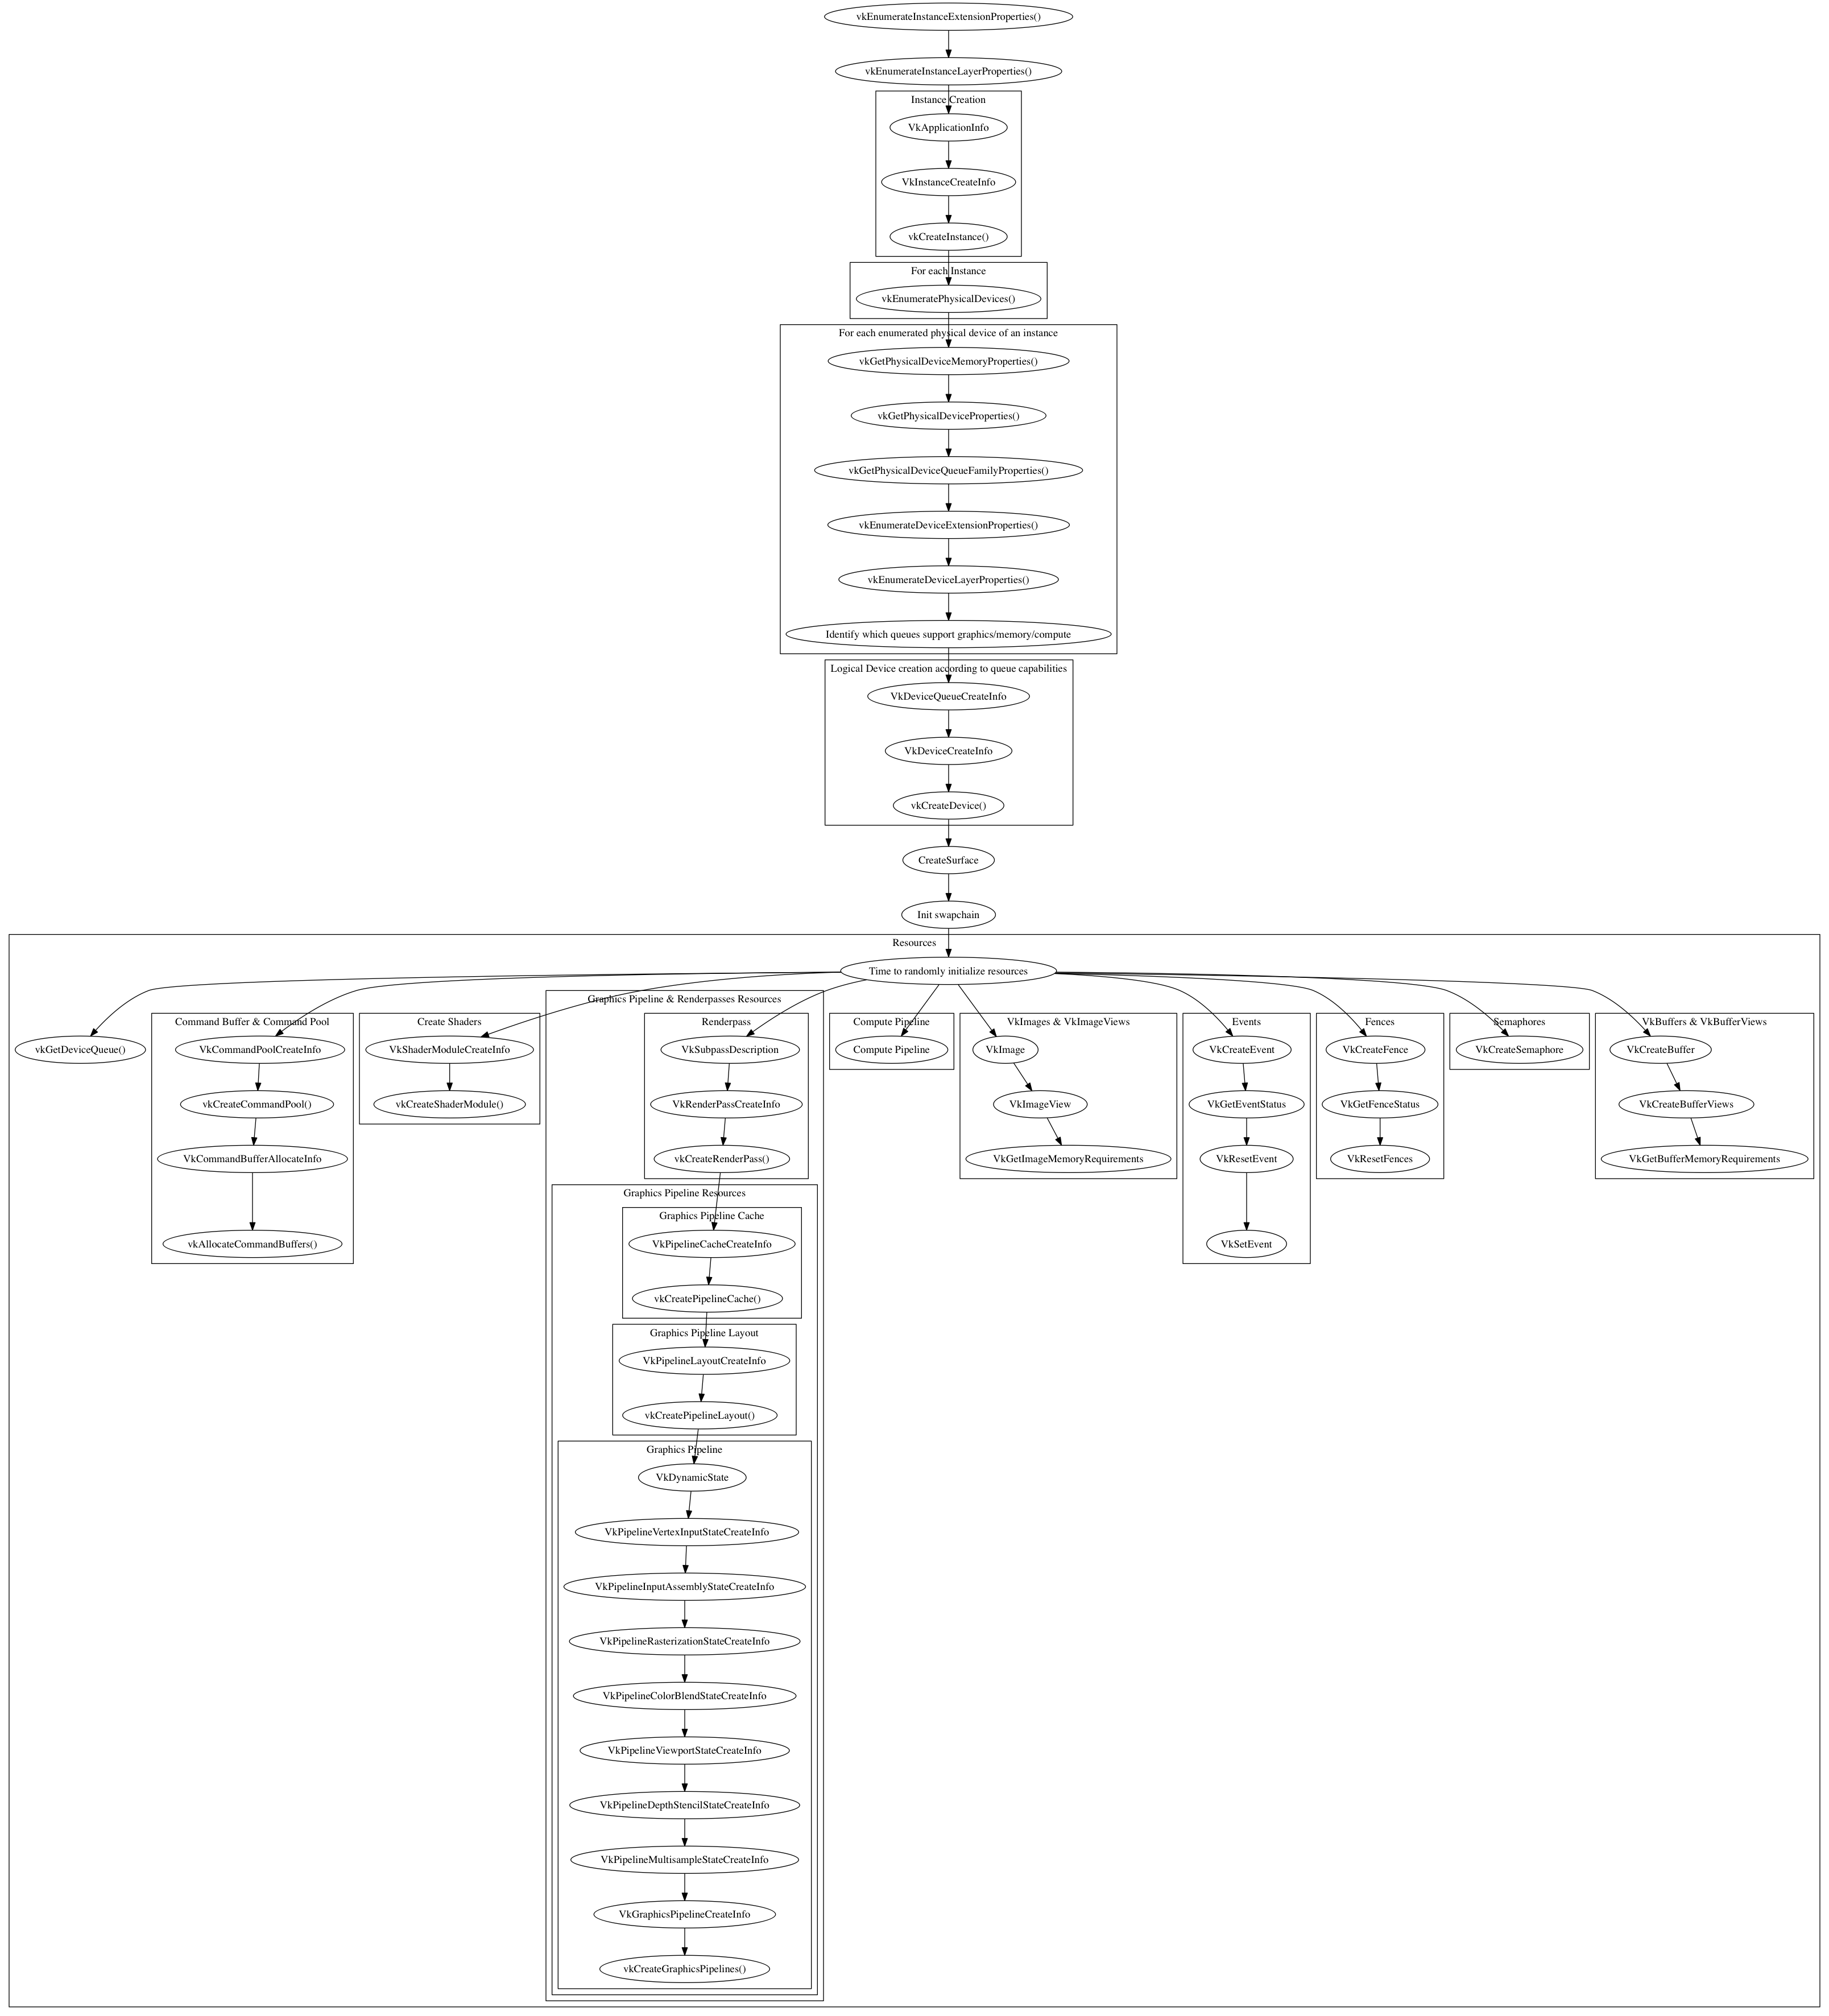 vkEnumerateInstanceExtensionProperties()
vkEnumerateInstanceLayerProperties()
Instance Creation
VkApplicationInfo
VkInstanceCreateInfo
vkCreateInstance()
For each Instance
vkEnumeratePhysicalDevices()
For each enumerated physical device of an instance
vkGetPhysicalDeviceMemoryProperties()
vkGetPhysicalDeviceProperties()
vkGetPhysicalDeviceQueueFamilyProperties()
vkEnumerateDeviceExtensionProperties()
vkEnumerateDeviceLayerProperties()
Identify which queues support graphics/memory/compute
Logical Device creation according to queue capabilities
VkDeviceQueueCreateInfo
VkDeviceCreateInfo
vkCreateDevice()
CreateSurface
Init swapchain
Resources
Time to randomly initialize resources
vkGetDeviceQueue()
Command Buffer & Command Pool
VkCommandPoolCreateInfo
vkCreateCommandPool()
VkCommandBufferAllocateInfo
vkAllocateCommandBuffers()
Create Shaders
VkShaderModuleCreateInfo
vkCreateShaderModule()
Graphics Pipeline & Renderpasses Resources
Renderpass
VkSubpassDescription
VkRenderPassCreateInfo
vkCreateRenderPass()
Graphics Pipeline Resources
Graphics Pipeline Cache
VkPipelineCacheCreateInfo
vkCreatePipelineCache()
Graphics Pipeline Layout
VkPipelineLayoutCreateInfo
vkCreatePipelineLayout()
Graphics Pipeline
VkDynamicState
VkPipelineVertexInputStateCreateInfo
VkPipelineInputAssemblyStateCreateInfo
VkPipelineRasterizationStateCreateInfo
VkPipelineColorBlendStateCreateInfo
VkPipelineViewportStateCreateInfo
VkPipelineDepthStencilStateCreateInfo
VkPipelineMultisampleStateCreateInfo
VkGraphicsPipelineCreateInfo
vkCreateGraphicsPipelines()
Compute Pipeline
Compute Pipeline
VkImages & VkImageViews
VkImage
VkImageView
VkGetImageMemoryRequirements
Events
VkCreateEvent
VkGetEventStatus
VkResetEvent
VkSetEvent
Fences
VkCreateFence
VkGetFenceStatus
VkResetFences
Semaphores
VkCreateSemaphore
VkBuffers & VkBufferViews
VkCreateBuffer
VkCreateBufferViews
VkGetBufferMemoryRequirements